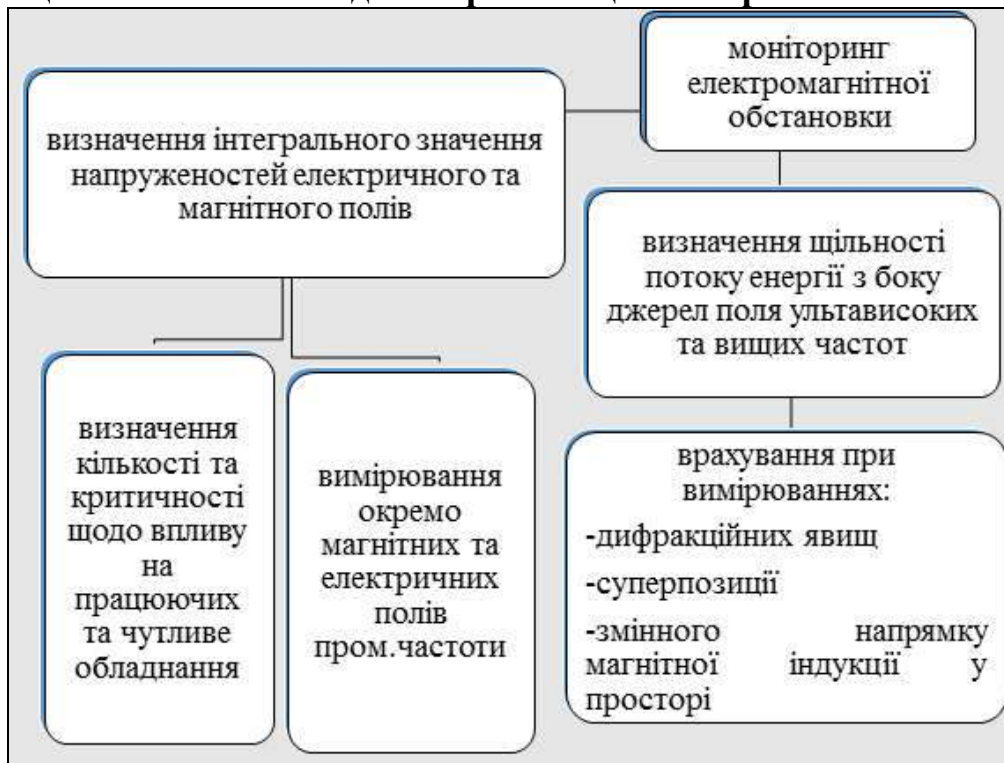 моніторинг
електромагнітної
обстановки
визначення інтегрального значення
напруженостей електричного та
магнітного полів
визначення щільності
потоку енергії з боку
джерел поля ультависоких
та вищих частот
визначення
кількості та
критичності
щодо впливу
на
працюючих
та чутливе
обладнання
вимірювання
окремо
магнітних та
електричних
полів
пром.частоти
врахування при
вимірюваннях:
-дифракційних явищ
-суперпозиції
-змінного напрямку
магнітної індукції у
просторі